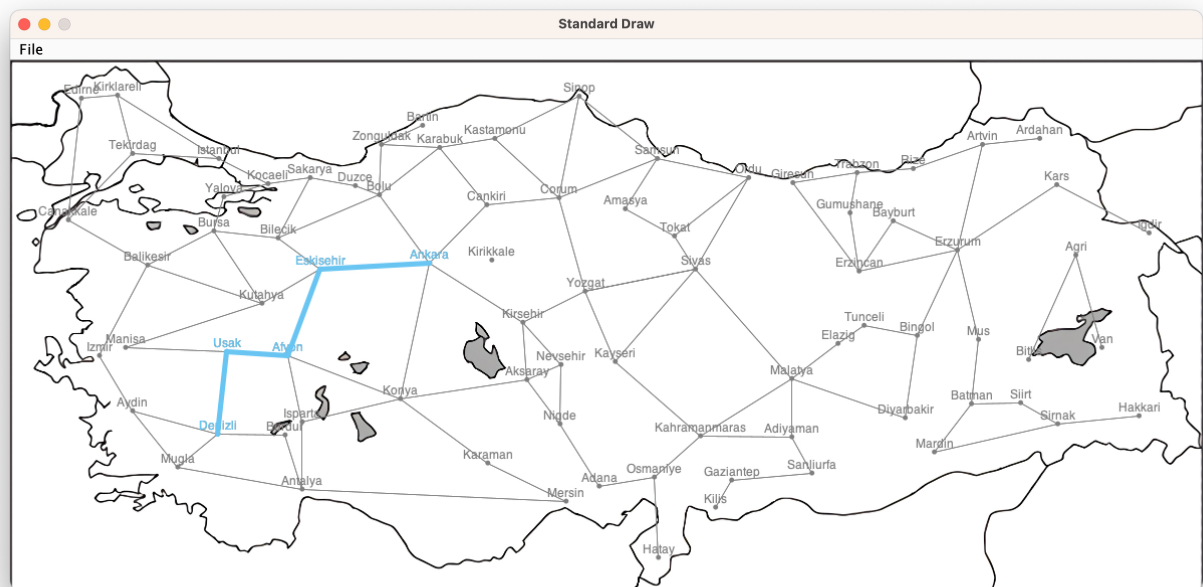 Standard Draw
File
Edirne
Kirklareli
Sinop
Bartin
Kastamonu
Zonguldak
Karabuk
Artvin
Ardahan
Tekirdag
Istanbul
Samsun
Kocaeli
Sakarya
Duzce
Bolu
Ordu
Giresun
Trabzon
Rize
Kars
Yalova
Cankiri
Corum
Amasya
Gumushane
Bayburt
Canakkale
Bursa
Bilecik
Tokat
Igdir
Balikesir
Eskisehir
Ankara
Kirikkale
Sivas
Erzincan
Erzurum
Agri
Kutahya
Yozgat
Kirsehir
Tunceli
Elazig
Bingol
Mus
Izmir
Manisa
Usak
Afyon
Nevsehir
Kayseri
Van
Aksaray
Konya
Malatya
Aydin
Denizli
Isparta
Burdur
Nigde
Kahramanmaras
Adiyaman
Diyarbakir
Batman
Siirt
Sirnak
Hakkari
Mardin
Mugla
Karaman
Osmaniye
Gaziantep
Sanliurfa
Antalya
Mersin
Adana
Kilis
Hatay